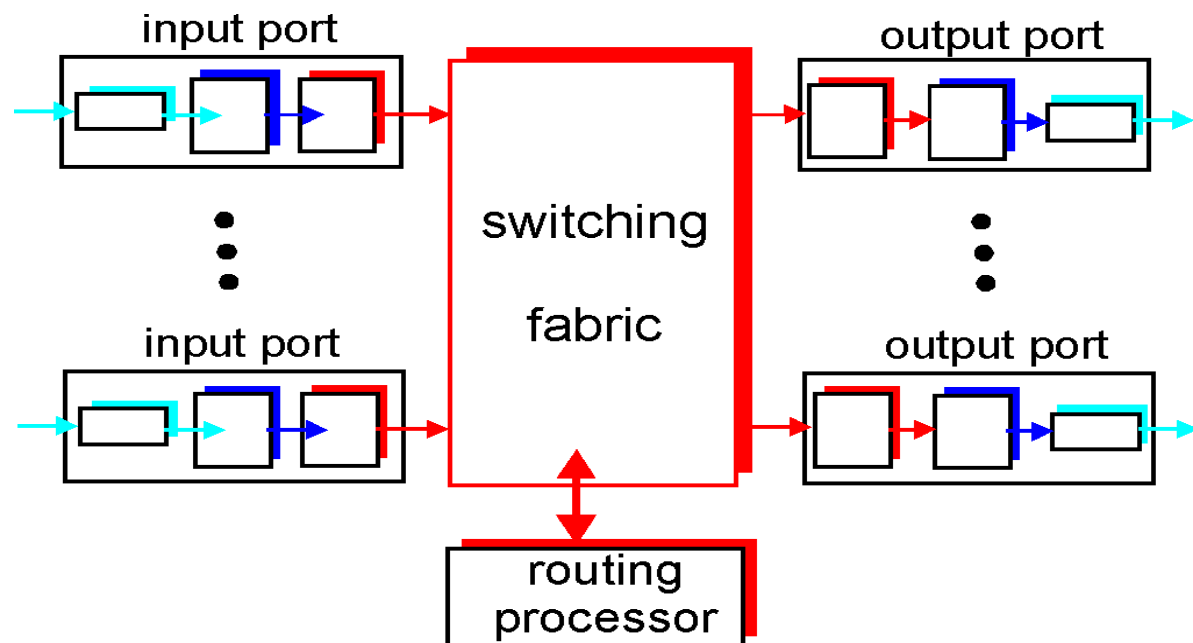 input port
output port
switching
fabric
input port
output port
routing
processor